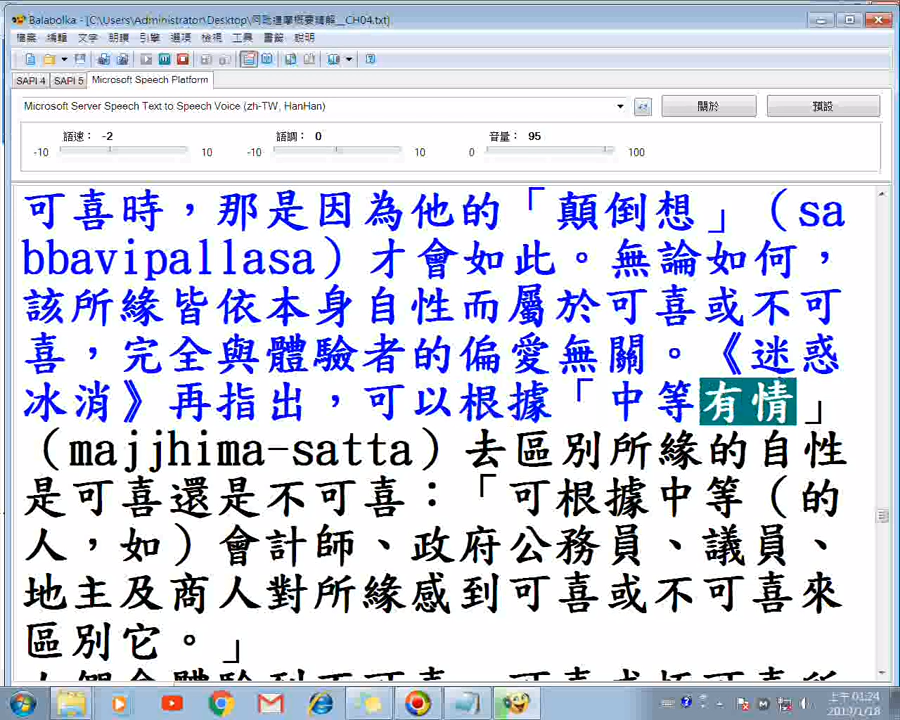 Balabolka - [C:\Users\Administrator\Desktop\阿毗達摩概要精解__CH04.txt]
檔案 編輯 文字 朗讀 引擎 選項 檢視 工具 書籤 說明
SAPI 4 SAPI 5 Microsoft Speech Platform
Microsoft Server Speech Text to Speech Voice (zh-TW, HanHan) 關於 預設
語速： -2 語調： 0 音量： 95
-10 10 -10 10 0 100
可喜時，那是因為他的「顛倒想」（sa
bbavipallasa）才會如此。無論如何，
該所緣皆依本身自性而屬於可喜或不可
喜，完全與體驗者的偏愛無關。《迷惑
冰消》再指出，可以根據「中等有情」
（majjhima-satta）去區別所緣的自性
是可喜還是不可喜：「可根據中等（的
人，如）會計師、政府公務員、議員、
地主及商人對所緣感到可喜或不可喜來
區別它。」
上午 01:24
2019/1/18